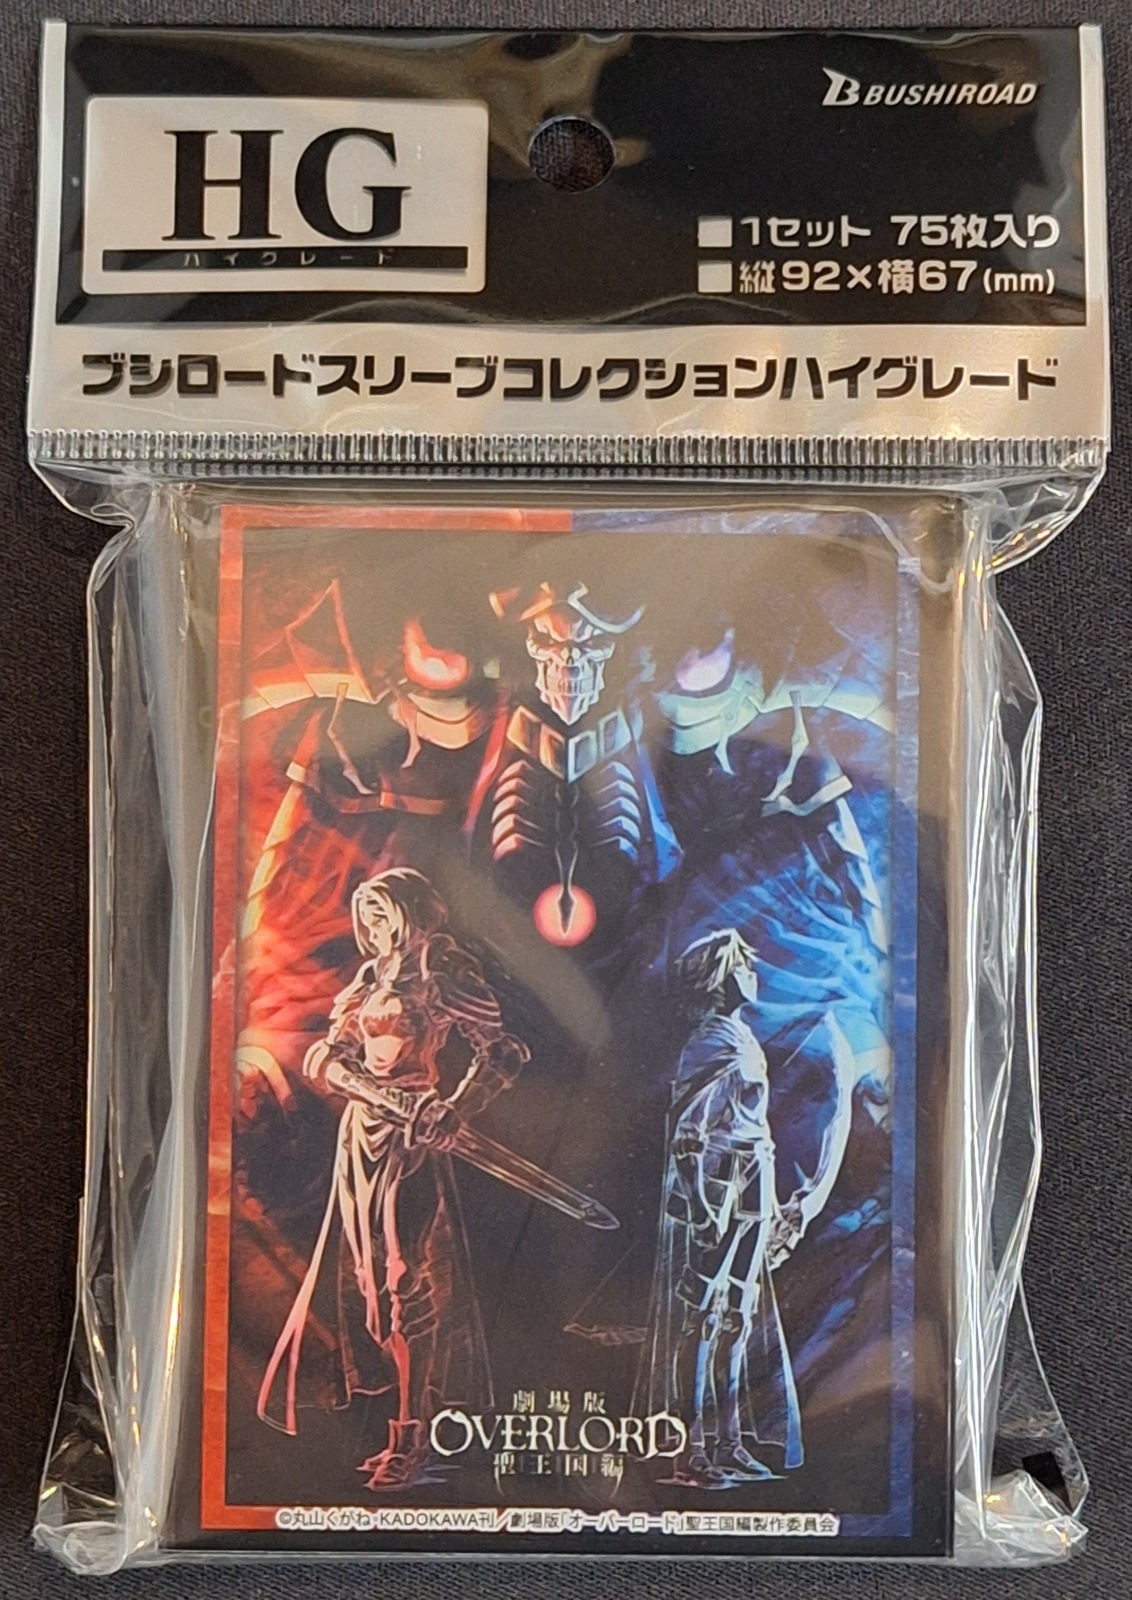 BUSHIROAD
HG
ハイグレード
■1セット 75枚入り
■縦92×横67(mm)
ブシロードスリーブコレクションハイグレード
劇場版
OVERLORD
聖王国編
©丸山くがね・KADOKAWA刊／劇場版「オーバーロード」聖王国編製作委員会